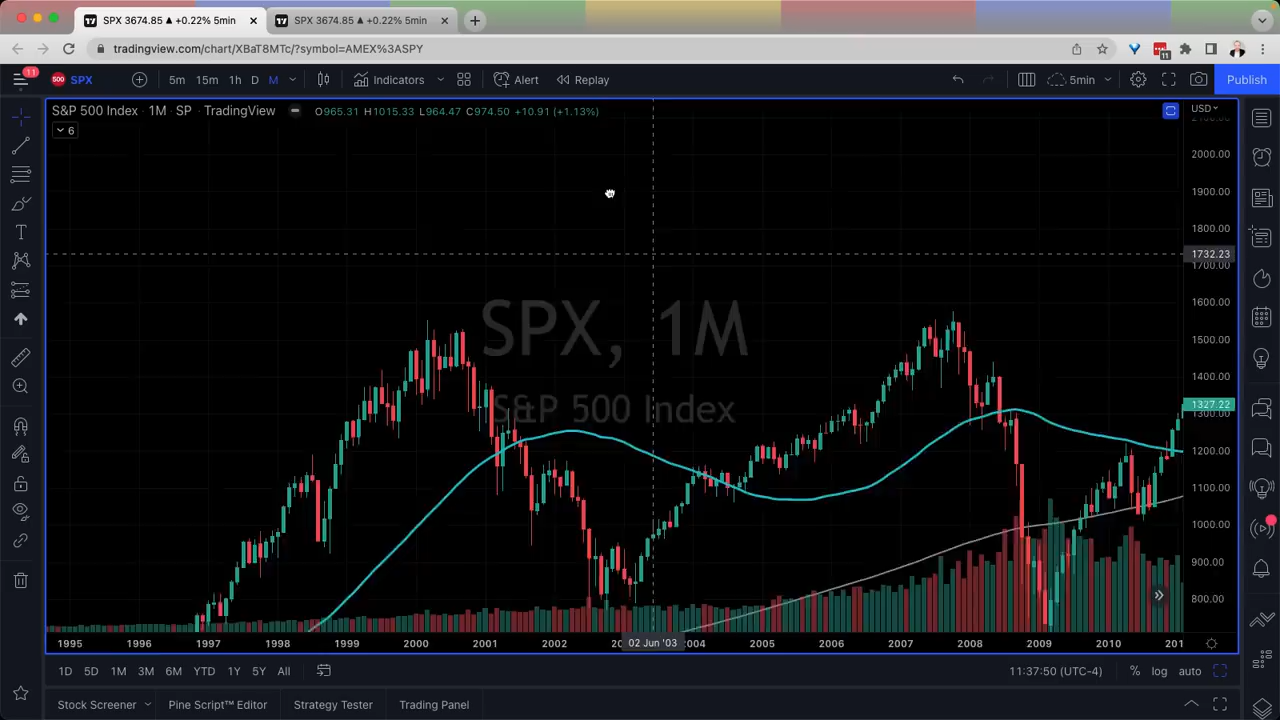 SPX 3674.85 ▲ +0.22% 5min
SPX 3674.85 ▲ +0.22% 5min
tradingview.com/chart/XBaT8MTc/?symbol=AMEX%3ASPY
11
11
500 SPX
5m 15m 1h D M
Indicators
Alert
Replay
5min
Publish
S&P 500 Index · 1M · SP · TradingView
O965.31 H1015.33 L964.47 C974.50 +10.91 (+1.13%)
6
USD
2100.00
2000.00
1900.00
1800.00
1732.23
1700.00
1600.00
1500.00
1400.00
1327.22
1300.00
1200.00
1100.00
1000.00
900.00
800.00
SPX, 1M
S&P 500 Index
1995 1996 1997 1998 1999 2000 2001 2002 02 Jun '03 2005 2006 2007 2008 2009 2010
1D 5D 1M 3M 6M YTD 1Y 5Y All
11:37:50 (UTC-4) % log auto
Stock Screener Pine Script™ Editor Strategy Tester Trading Panel